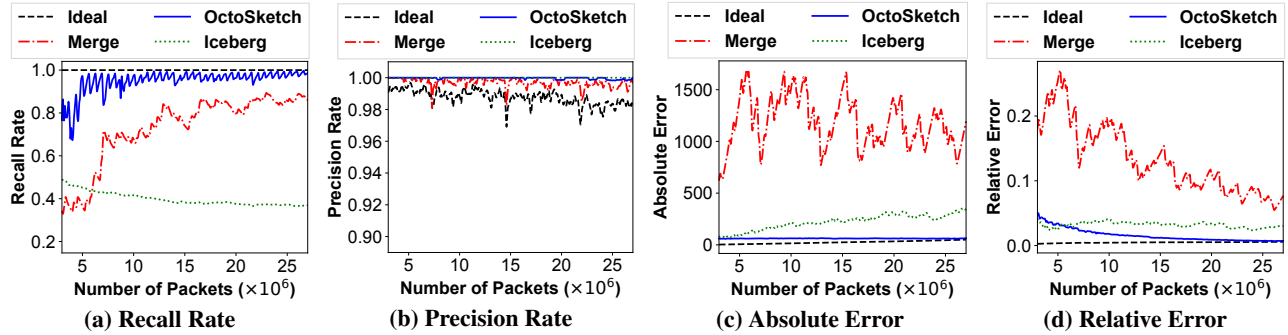 Ideal
OctoSketch
Merge
Iceberg
1.0
0.8
0.6
0.4
0.2
Recall Rate
5 10 15 20 25
Number of Packets (×10⁶)
(a) Recall Rate
Ideal
OctoSketch
Merge
Iceberg
1.00
0.98
0.96
0.94
0.92
0.90
Precision Rate
5 10 15 20 25
Number of Packets (×10⁶)
(b) Precision Rate
Ideal
OctoSketch
Merge
Iceberg
1500
1000
500
0
Absolute Error
5 10 15 20 25
Number of Packets (×10⁶)
(c) Absolute Error
Ideal
OctoSketch
Merge
Iceberg
0.2
0.1
0.0
Relative Error
5 10 15 20 25
Number of Packets (×10⁶)
(d) Relative Error